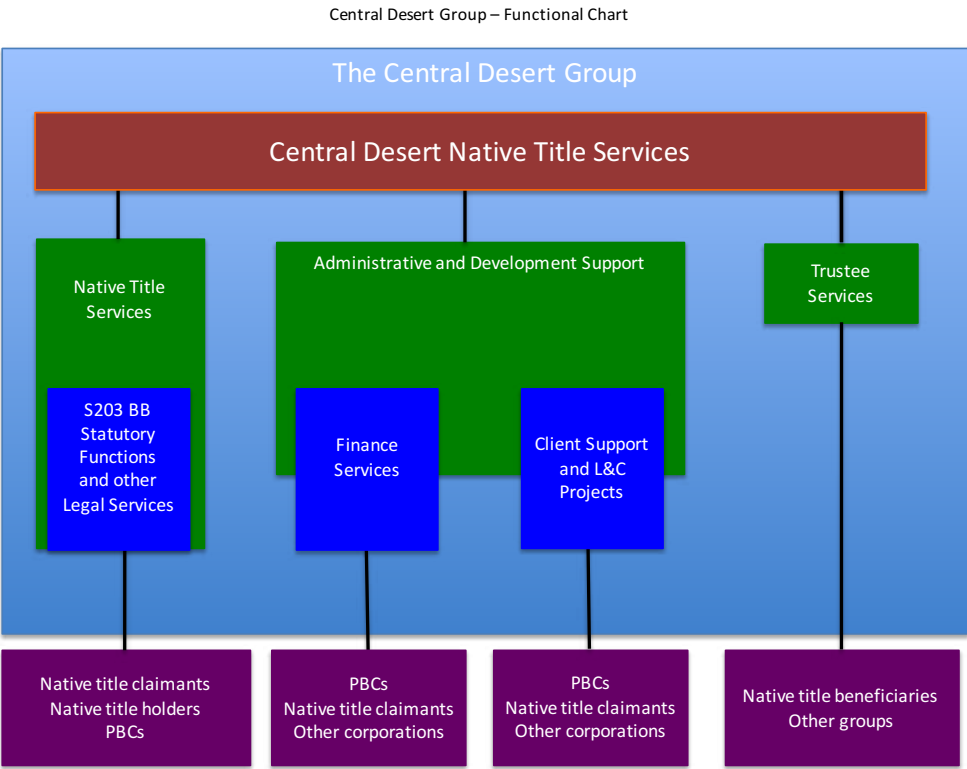 Central Desert Group – Functional Chart
The Central Desert Group
Central Desert Native Title Services
Native Title
Services
Administrative and Development Support
Trustee
Services
S203 BB
Statutory
Functions
and other
Legal Services
Finance
Services
Client Support
and L&C
Projects
Native title claimants
Native title holders
PBCs
PBCs
Native title claimants
Other corporations
PBCs
Native title claimants
Other corporations
Native title beneficiaries
Other groups